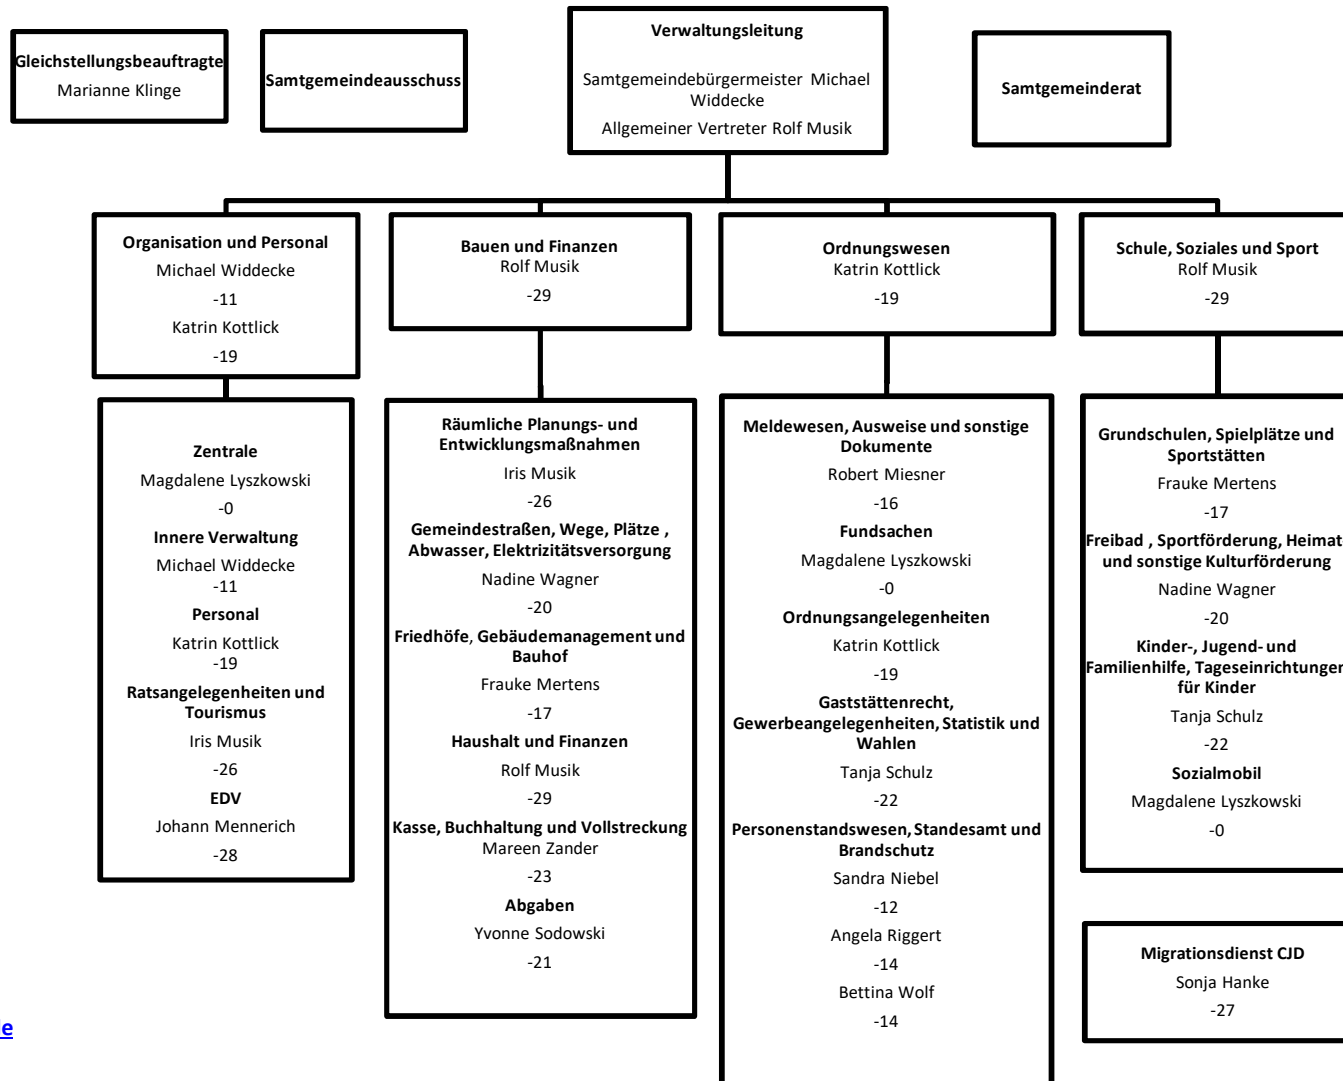 Gleichstellungsbeauftragte
Marianne Klinge
Samtgemeindeausschuss
Verwaltungsleitung
Samtgemeindebürgermeister Michael
Widdecke
Allgemeiner Vertreter Rolf Musik
Samtgemeinderat
Organisation und Personal
Michael Widdecke
-11
Katrin Kottlick
-19
Bauen und Finanzen
Rolf Musik
-29
Ordnungswesen
Katrin Kottlick
-19
Schule, Soziales und Sport
Rolf Musik
-29
Zentrale
Magdalene Lyszkowski
-0
Innere Verwaltung
Michael Widdecke
-11
Personal
Katrin Kottlick
-19
Ratsangelegenheiten und
Tourismus
Iris Musik
-26
EDV
Johann Mennerich
-28
Räumliche Planungs- und
Entwicklungsmaßnahmen
Iris Musik
-26
Gemeindestraßen, Wege, Plätze ,
Abwasser, Elektrizitätsversorgung
Nadine Wagner
-20
Friedhöfe, Gebäudemanagement und
Bauhof
Frauke Mertens
-17
Haushalt und Finanzen
Rolf Musik
-29
Kasse, Buchhaltung und Vollstreckung
Mareen Zander
-23
Abgaben
Yvonne Sodowski
-21
Meldewesen, Ausweise und sonstige
Dokumente
Robert Miesner
-16
Fundsachen
Magdalene Lyszkowski
-0
Ordnungsangelegenheiten
Katrin Kottlick
-19
Gaststättenrecht,
Gewerbeangelegenheiten, Statistik und
Wahlen
Tanja Schulz
-22
Personenstandswesen, Standesamt und
Brandschutz
Sandra Niebel
-12
Angela Riggert
-14
Bettina Wolf
-14
Grundschulen, Spielplätze und
Sportstätten
Frauke Mertens
-17
Freibad , Sportförderung, Heimat
und sonstige Kulturförderung
Nadine Wagner
-20
Kinder-, Jugend- und
Familienhilfe, Tageseinrichtungen
für Kinder
Tanja Schulz
-22
Sozialmobil
Magdalene Lyszkowski
-0
Migrationsdienst CJD
Sonja Hanke
-27
e